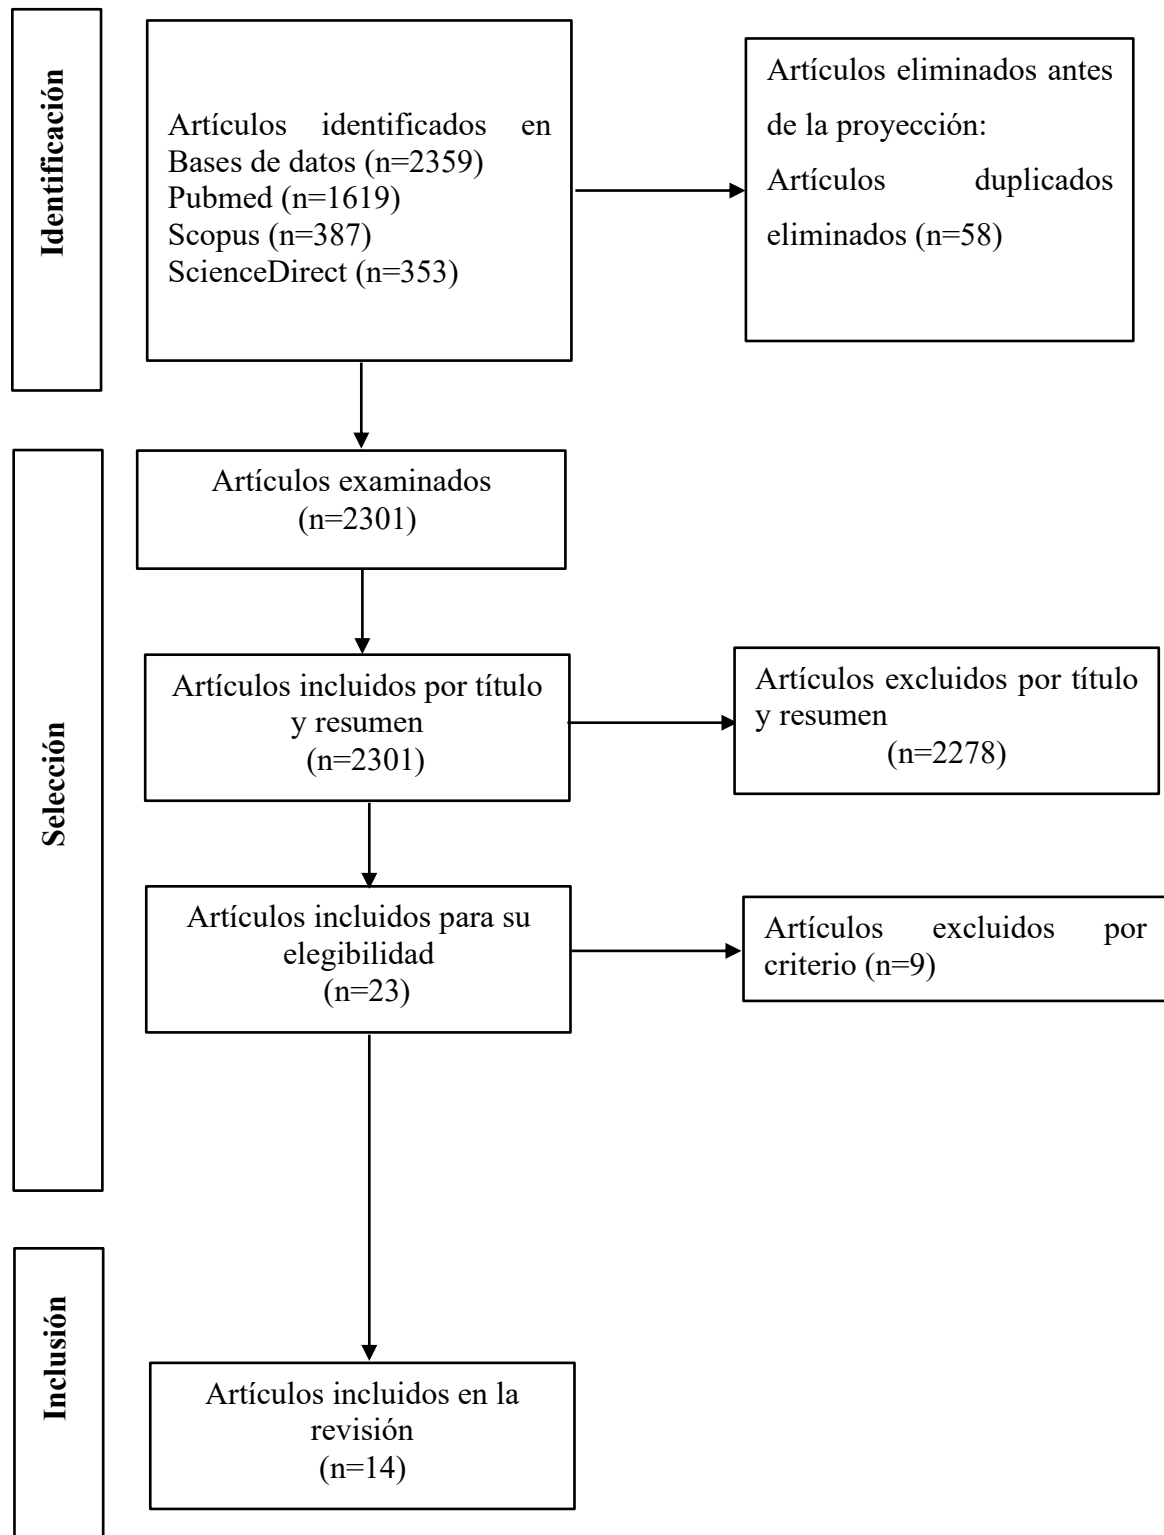 Identificación
Artículos identificados en
Bases de datos (n=2359)
Pubmed (n=1619)
Scopus (n=387)
ScienceDirect (n=353)
Artículos eliminados antes
de la proyección:
Artículos duplicados
eliminados (n=58)
Selección
Artículos examinados
(n=2301)
Artículos incluidos por título
y resumen
(n=2301)
Artículos excluidos por título
y resumen
(n=2278)
Artículos incluidos para su
elegibilidad
(n=23)
Artículos excluidos por
criterio (n=9)
Inclusión
Artículos incluidos en la
revisión
(n=14)